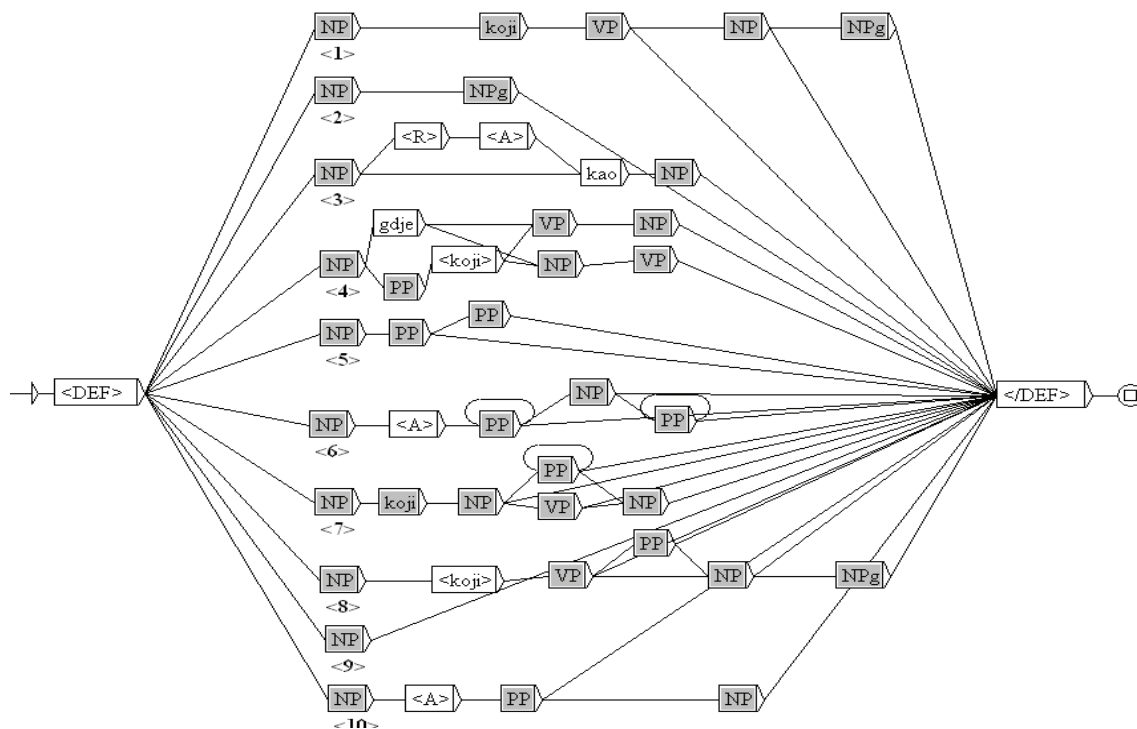 NP koji VP NP NPg
<1>
NP NPg
<2>
<R> <A>
NP kao NP
<3>
gdje VP NP
NP <koji> NP VP
<4> PP
PP
NP PP
<5>
<DEF> NP </DEF>
NP <A> PP PP
<6>
PP
NP koji NP VP NP
<7>
PP
NP <koji> VP NP NPg
<8>
NP
<9>
NP <A> PP NP
<10>